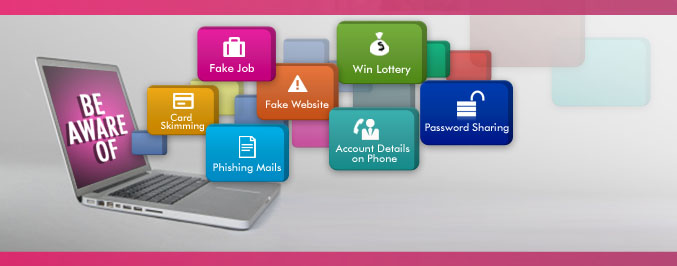 BE
AWARE
OF
Fake Job
Win Lottery
Card
Skimming
Fake Website
Phishing Mails
Account Details
on Phone
Password Sharing